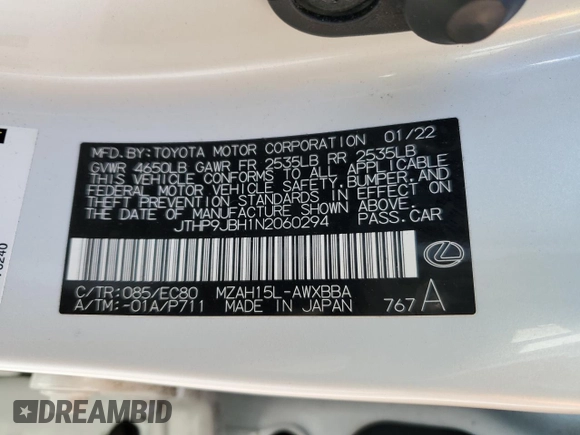 MFD.BY:TOYOTA MOTOR CORPORATION 01/22
GVWR 4650LB GAWR FR 2535LB RR 2535LB
THIS VEHICLE CONFORMS TO ALL APPLICABLE
FEDERAL MOTOR VEHICLE SAFETY,BUMPER,AND
THEFT PREVENTION STANDARDS IN EFFECT ON
THE DATE OF MANUFACTURE SHOWN ABOVE.
JTHP9JBH1N2060294 PASS.CAR
C/TR:085/EC80 MZAH15L-AWXBBA
A/TM:-01A/P711 MADE IN JAPAN 767 A
DREAMBID